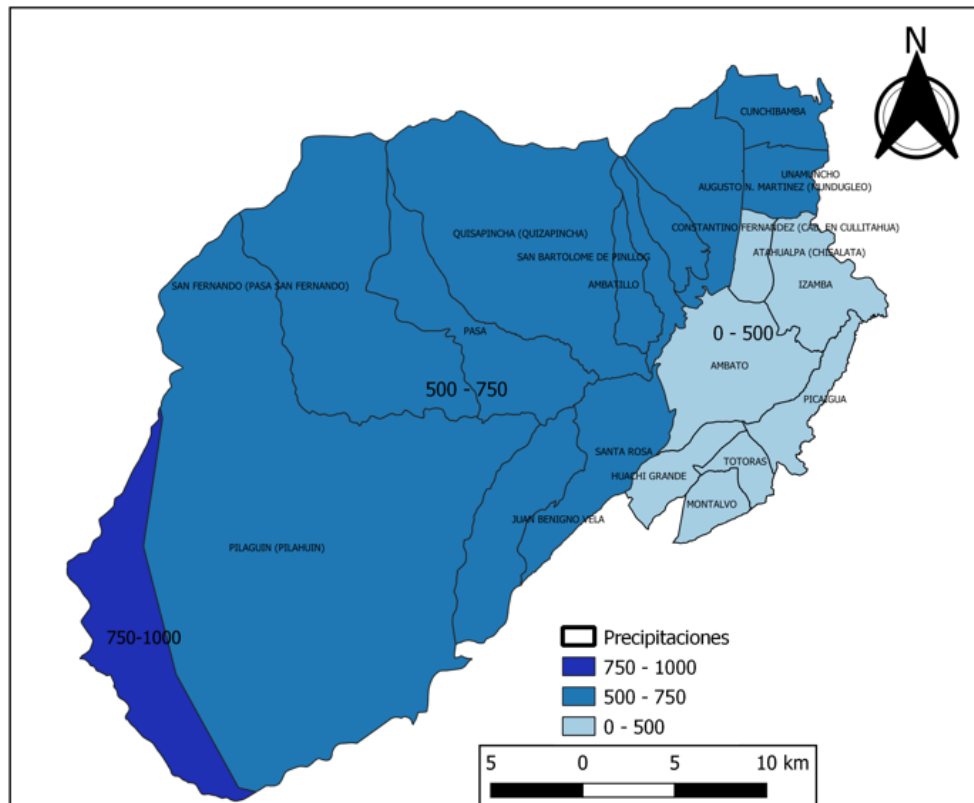 N
CUNCHIBAMBA
UNAMUNCHO
AUGUSTO N. MARTINEZ (MUNDUGLEO)
CONSTANTINO FERNANDEZ (CAB. EN CULLITAHUA)
QUISAPINCHA (QUIZAPINCHA)
ATAHUALPA (CHISALATA)
SAN BARTOLOME DE PINLLOG
SAN FERNANDO (PASA SAN FERNANDO)
AMBATILLO
IZAMBA
PASA
0 - 500
AMBATO
500 - 750
PICAIGUA
SANTA ROSA
TOTORAS
HUACHI GRANDE
MONTALVO
JUAN BENIGNO VELA
PILAGUIN (PILAHUIN)
750-1000
Precipitaciones
750 - 1000
500 - 750
0 - 500
5 0 5 10 km